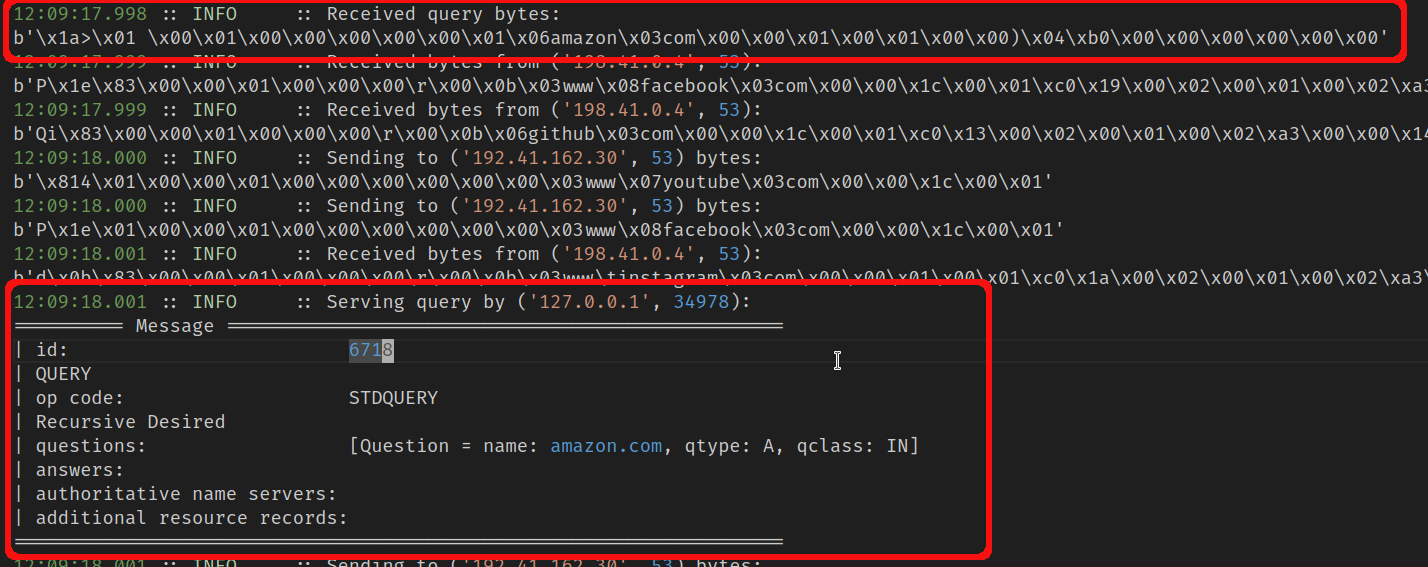 12:09:17.998 :: INFO     :: Received query bytes:
b'\x1a>\x01 \x00\x01\x00\x00\x00\x00\x00\x01\x06amazon\x03com\x00\x00\x01\x00\x01\x00\x00)\x04\xb0\x00\x00\x00\x00\x00\x00'
12:09:17.999 :: INFO     :: Received bytes from ('198.41.0.4', 53):
b'P\x1e\x83\x00\x00\x01\x00\x00\x00\r\x00\x0b\x03www\x08facebook\x03com\x00\x00\x1c\x00\x01\xc0\x19\x00\x02\x00\x01\x00\x02\xa3
12:09:17.999 :: INFO     :: Received bytes from ('198.41.0.4', 53):
b'Qi\x83\x00\x00\x01\x00\x00\x00\r\x00\x0b\x06github\x03com\x00\x00\x1c\x00\x01\xc0\x13\x00\x02\x00\x01\x00\x02\xa3\x00\x00\x14
12:09:18.000 :: INFO     :: Sending to ('192.41.162.30', 53) bytes:
b'\x814\x01\x00\x00\x01\x00\x00\x00\x00\x00\x00\x03www\x07youtube\x03com\x00\x00\x1c\x00\x01'
12:09:18.000 :: INFO     :: Sending to ('192.41.162.30', 53) bytes:
b'P\x1e\x01\x00\x00\x01\x00\x00\x00\x00\x00\x00\x03www\x08facebook\x03com\x00\x00\x1c\x00\x01'
12:09:18.001 :: INFO     :: Received bytes from ('198.41.0.4', 53):
b'd\x0b\x83\x00\x00\x01\x00\x00\x00\r\x00\x0b\x03www\tinstagram\x03com\x00\x00\x01\x00\x01\xc0\x1a\x00\x02\x00\x01\x00\x02\xa3\
12:09:18.001 :: INFO     :: Serving query by ('127.0.0.1', 34978):
========== Message ==================================================
| id:                         6718
| QUERY
| op code:                    STDQUERY
| Recursive Desired
| questions:                  [Question = name: amazon.com, qtype: A, qclass: IN]
| answers:
| authoritative name servers:
| additional resource records:
=====================================================================
12:09:18.001 :: INFO     :: Sending to ('192.41.162.30', 53) bytes: